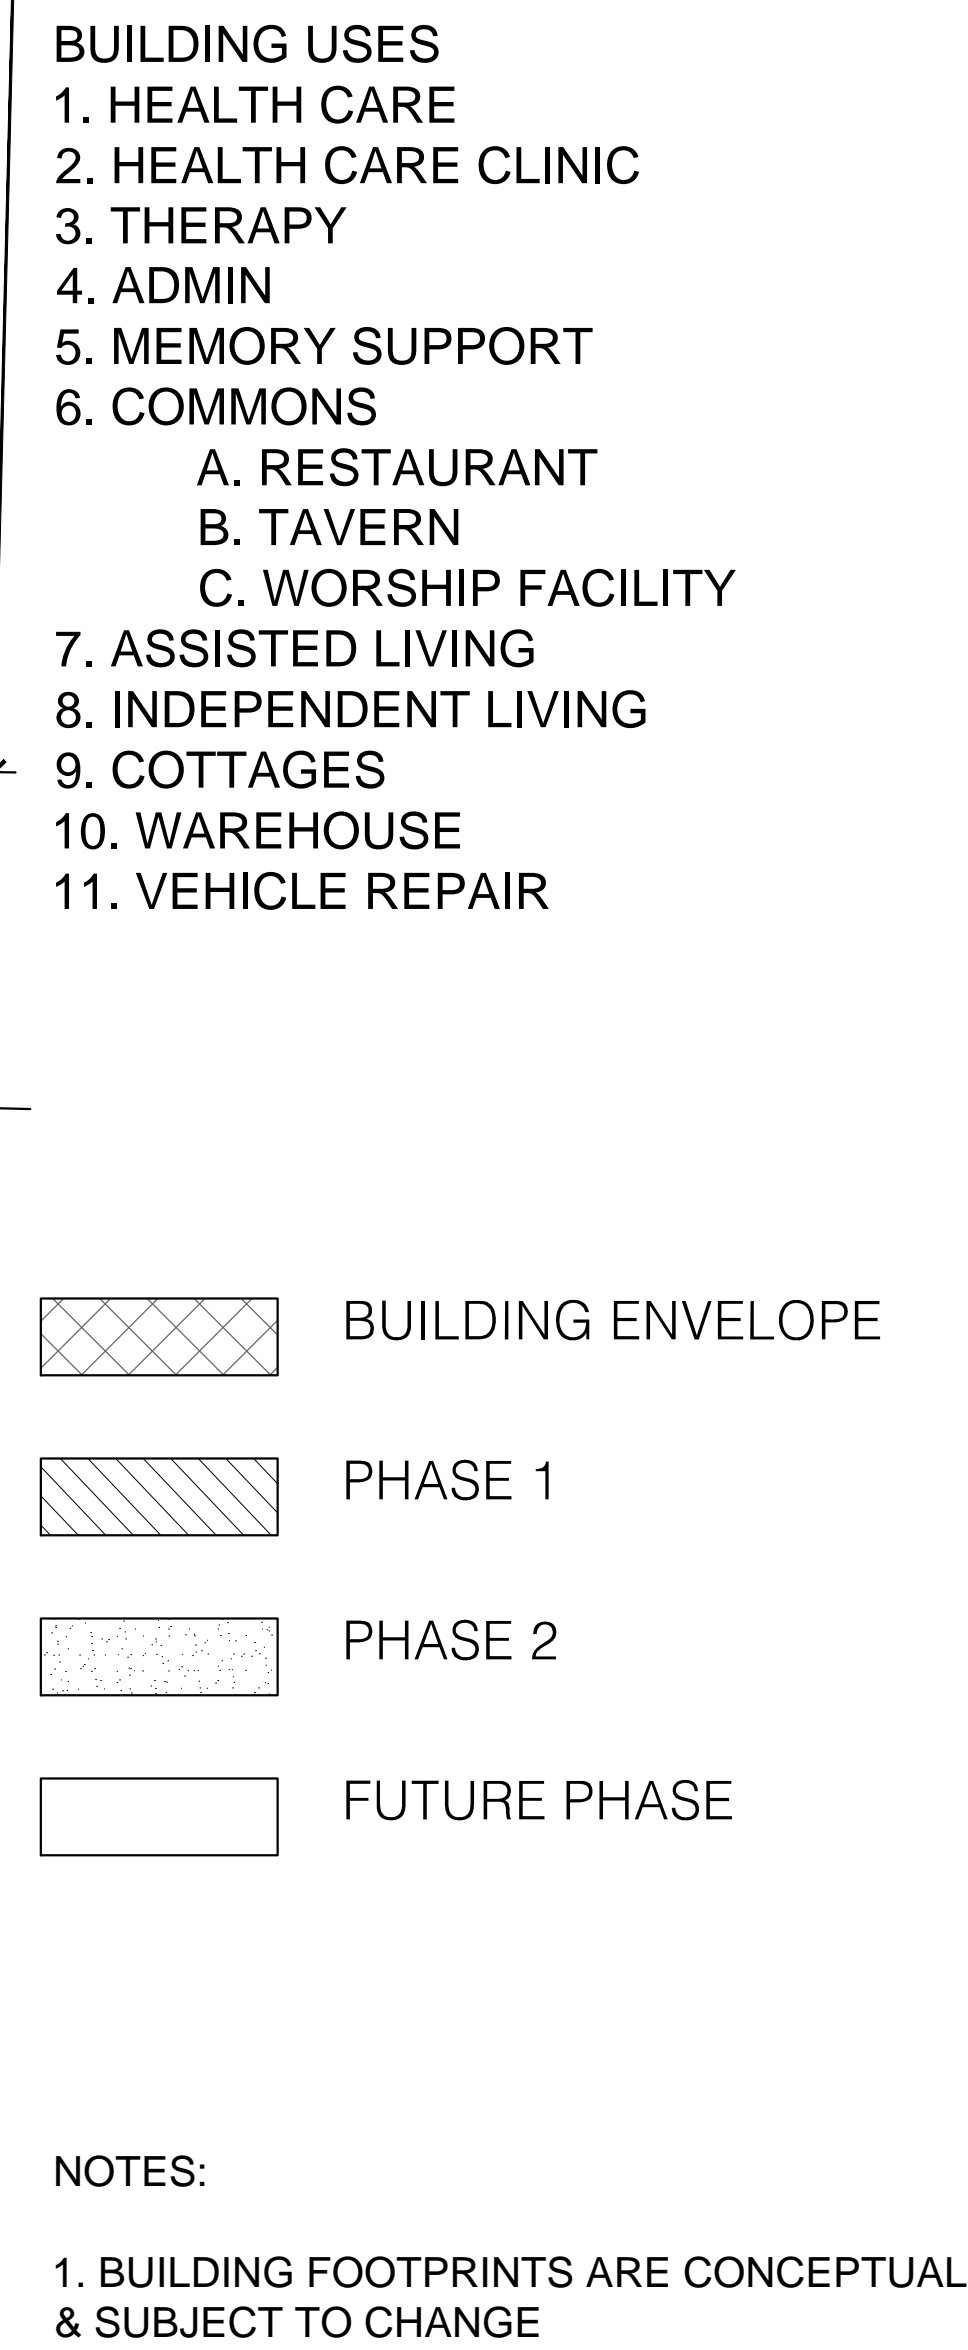 BUILDING USES
1. HEALTH CARE
2. HEALTH CARE CLINIC
3. THERAPY
4. ADMIN
5. MEMORY SUPPORT
6. COMMONS
A. RESTAURANT
B. TAVERN
C. WORSHIP FACILITY
7. ASSISTED LIVING
8. INDEPENDENT LIVING
9. COTTAGES
10. WAREHOUSE
11. VEHICLE REPAIR
BUILDING ENVELOPE
PHASE 1
PHASE 2
FUTURE PHASE
NOTES:
1. BUILDING FOOTPRINTS ARE CONCEPTUAL
& SUBJECT TO CHANGE